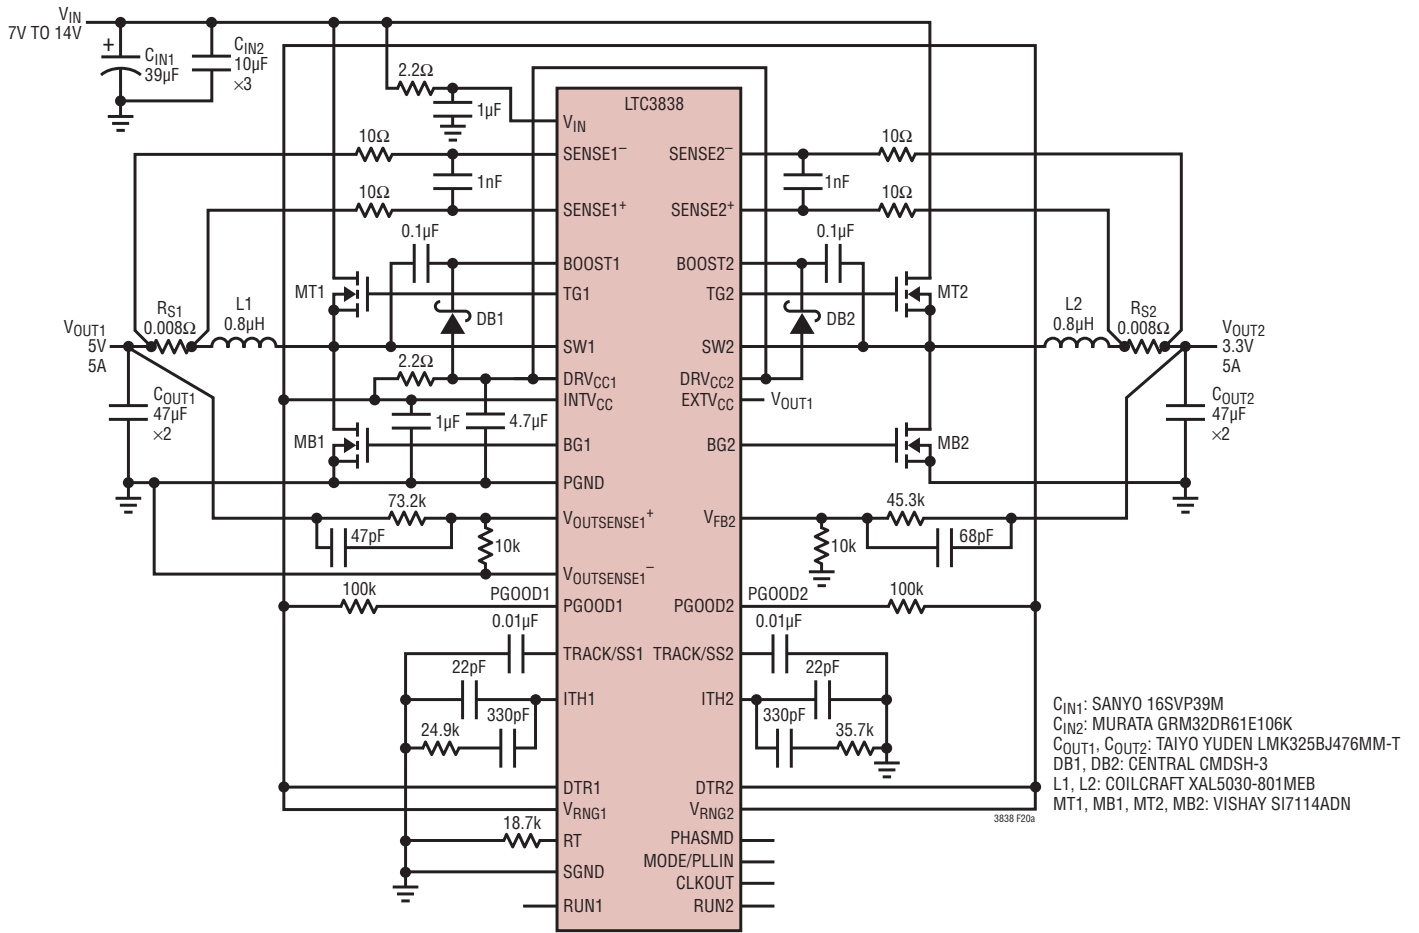 VIN
7V TO 14V
+
CIN1
39µF
CIN2
10µF
×3
2.2Ω
1µF
LTC3838
VIN
10Ω
SENSE1–
SENSE2–
10Ω
1nF
1nF
10Ω
SENSE1+
SENSE2+
10Ω
0.1µF
0.1µF
BOOST1
BOOST2
MT1
TG1
TG2
MT2
DB1
DB2
VOUT1
5V
5A
RS1
0.008Ω
L1
0.8µH
SW1
SW2
L2
0.8µH
RS2
0.008Ω
VOUT2
3.3V
5A
2.2Ω
DRVCC1
DRVCC2
INTVCC
EXTVCC
VOUT1
COUT1
47µF
×2
1µF
4.7µF
COUT2
47µF
×2
MB1
BG1
BG2
MB2
PGND
73.2k
VOUTSENSE1+
VFB2
45.3k
47pF
10k
10k
68pF
VOUTSENSE1–
100k
PGOOD1
PGOOD1
PGOOD2
PGOOD2
100k
0.01µF
0.01µF
TRACK/SS1
TRACK/SS2
22pF
22pF
ITH1
ITH2
330pF
330pF
24.9k
35.7k
DTR1
DTR2
VRNG1
VRNG2
18.7k
RT
PHASMD
MODE/PLLIN
SGND
CLKOUT
RUN1
RUN2
3838 F20a
CIN1: SANYO 16SVP39M
CIN2: MURATA GRM32DR61E106K
COUT1, COUT2: TAIYO YUDEN LMK325BJ476MM-T
DB1, DB2: CENTRAL CMDSH-3
L1, L2: COILCRAFT XAL5030-801MEB
MT1, MB1, MT2, MB2: VISHAY SI7114ADN